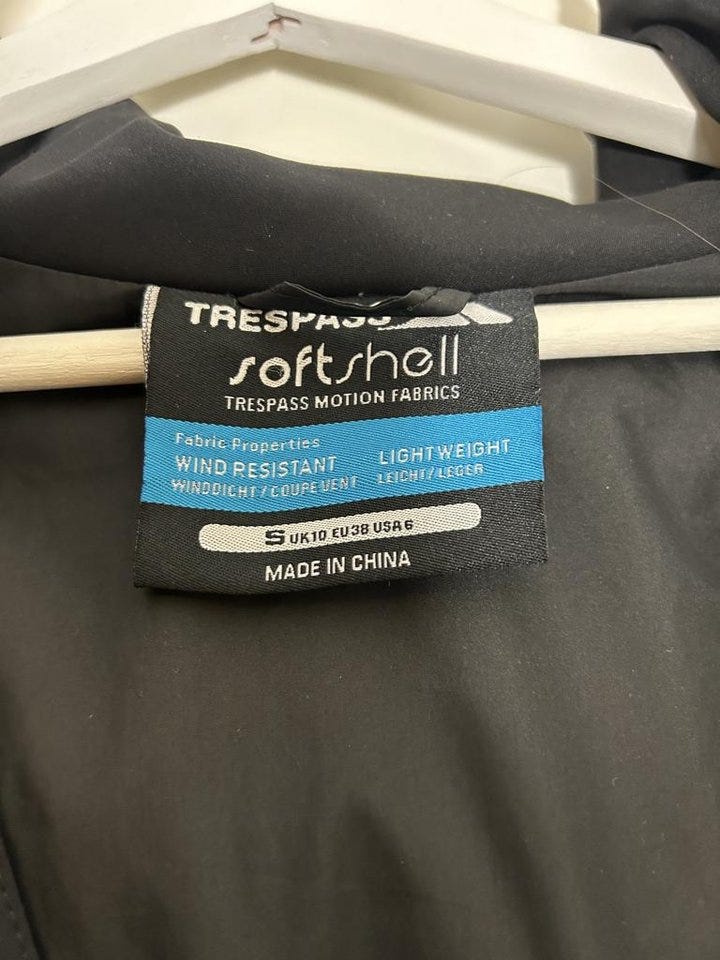 TRESPASS
softshell
TRESPASS MOTION FABRICS
Fabric Properties
WIND RESISTANT LIGHTWEIGHT
WINDDICHT/COUPE VENT LEICHT/LEGER
S UK10 EU38 USA6
MADE IN CHINA